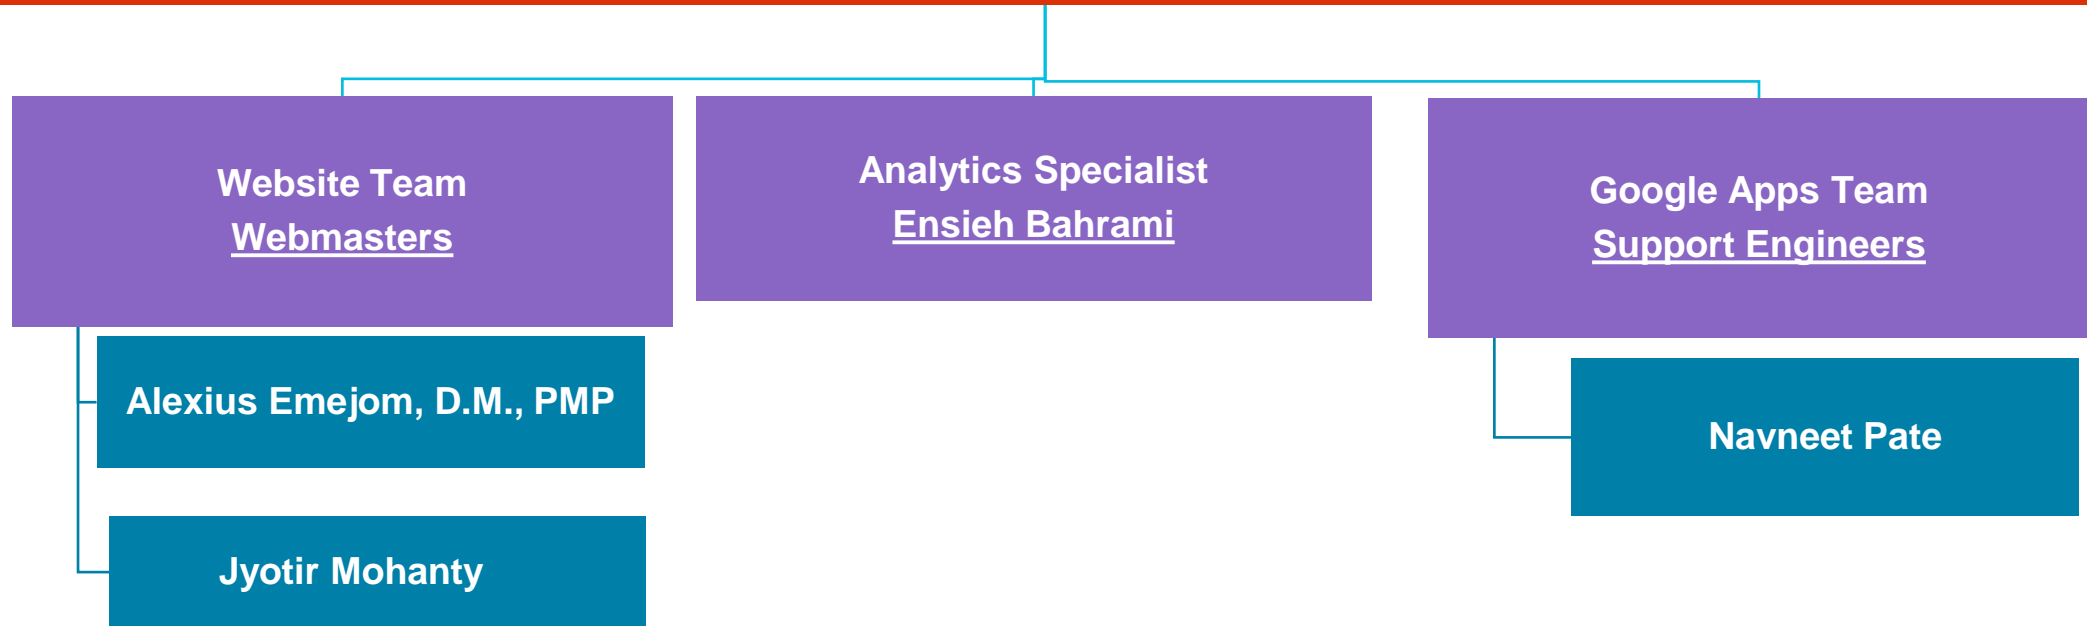 Website Team
Webmasters
Analytics Specialist
Ensieh Bahrami
Google Apps Team
Support Engineers
Alexius Emejom, D.M., PMP
Jyotir Mohanty
Navneet Pate